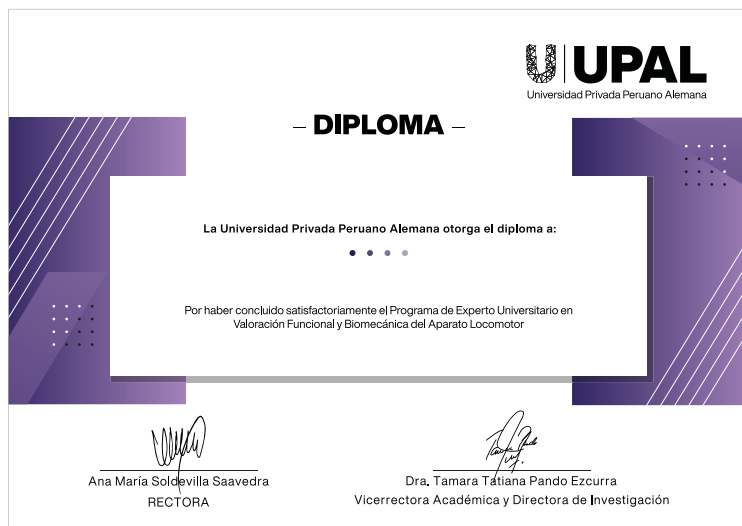 UPAL
Universidad Privada Peruano Alemana
DIPLOMA
La Universidad Privada Peruano Alemana otorga el diploma a:
Por haber concluido satisfactoriamente el Programa de Experto Universitario en
Valoración Funcional y Biomecánica del Aparato Locomotor
Ana María Soldevilla Saavedra
RECTORA
Dra. Tamara Tatiana Pando Ezcurra
Vicerrectora Académica y Directora de Investigación